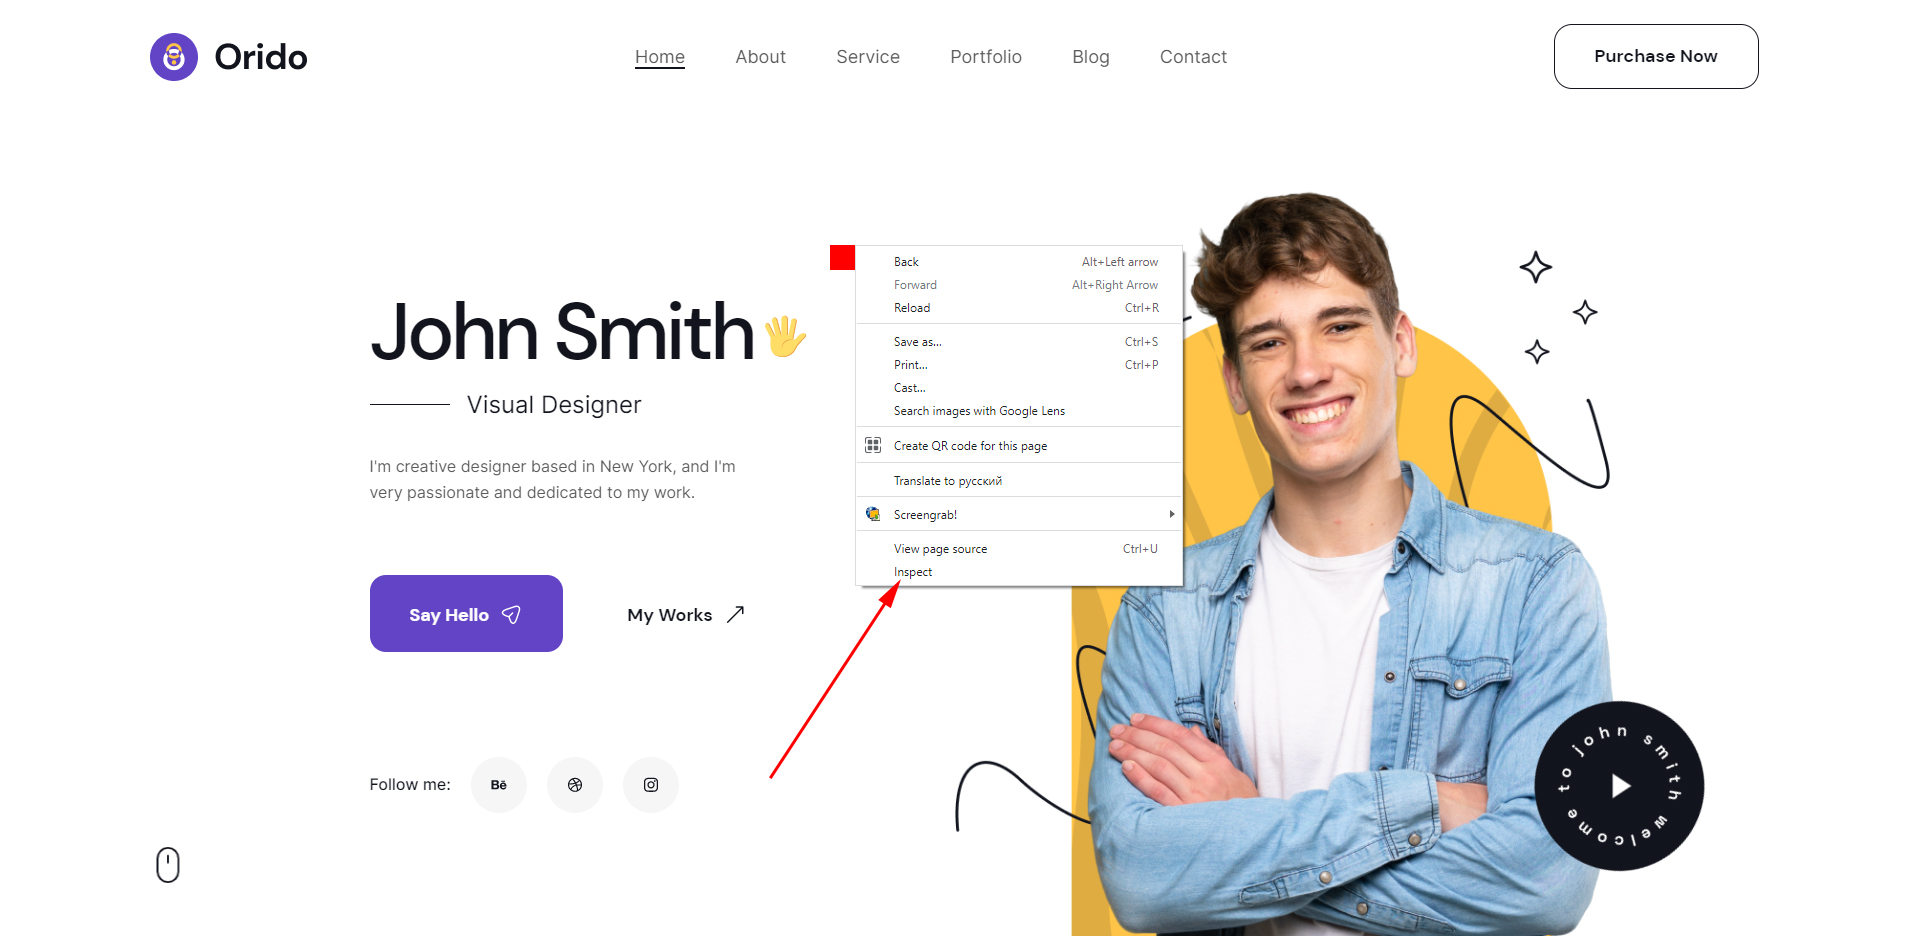 Orido
Home
About
Service
Portfolio
Blog
Contact
Purchase Now
John Smith
Visual Designer
I'm creative designer based in New York, and I'm
very passionate and dedicated to my work.
Say Hello
My Works
Follow me:
Bē
Back Alt+Left arrow
Forward Alt+Right Arrow
Reload Ctrl+R
Save as... Ctrl+S
Print... Ctrl+P
Cast...
Search images with Google Lens
Create QR code for this page
Translate to русский
Screengrab!
View page source Ctrl+U
Inspect
welcome to john smith